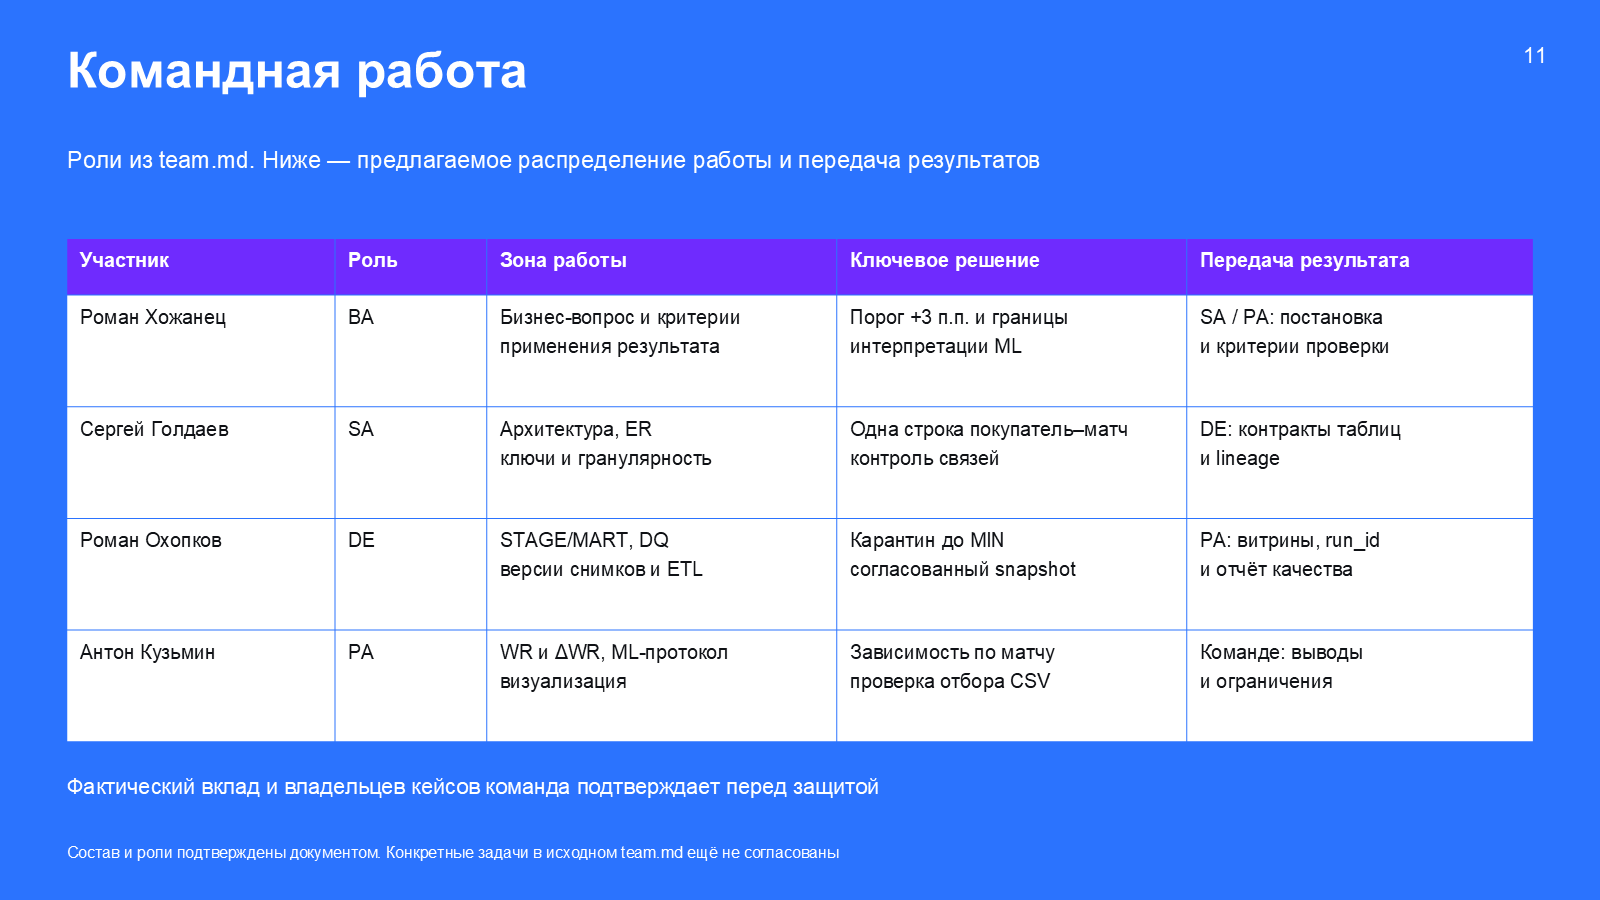 Командная работа
11
Роли из team.md. Ниже — предлагаемое распределение работы и передача результатов
Участник
Роль
Зона работы
Ключевое решение
Передача результата
Роман Хожанец
BA
Бизнес-вопрос и критерии
применения результата
Порог +3 п.п. и границы
интерпретации ML
SA / PA: постановка
и критерии проверки
Сергей Голдаев
SA
Архитектура, ER
ключи и гранулярность
Одна строка покупатель–матч
контроль связей
DE: контракты таблиц
и lineage
Роман Охопков
DE
STAGE/MART, DQ
версии снимков и ETL
Карантин до MIN
согласованный snapshot
PA: витрины, run_id
и отчёт качества
Антон Кузьмин
PA
WR и ΔWR, ML-протокол
визуализация
Зависимость по матчу
проверка отбора CSV
Команде: выводы
и ограничения
Фактический вклад и владельцев кейсов команда подтверждает перед защитой
Состав и роли подтверждены документом. Конкретные задачи в исходном team.md ещё не согласованы